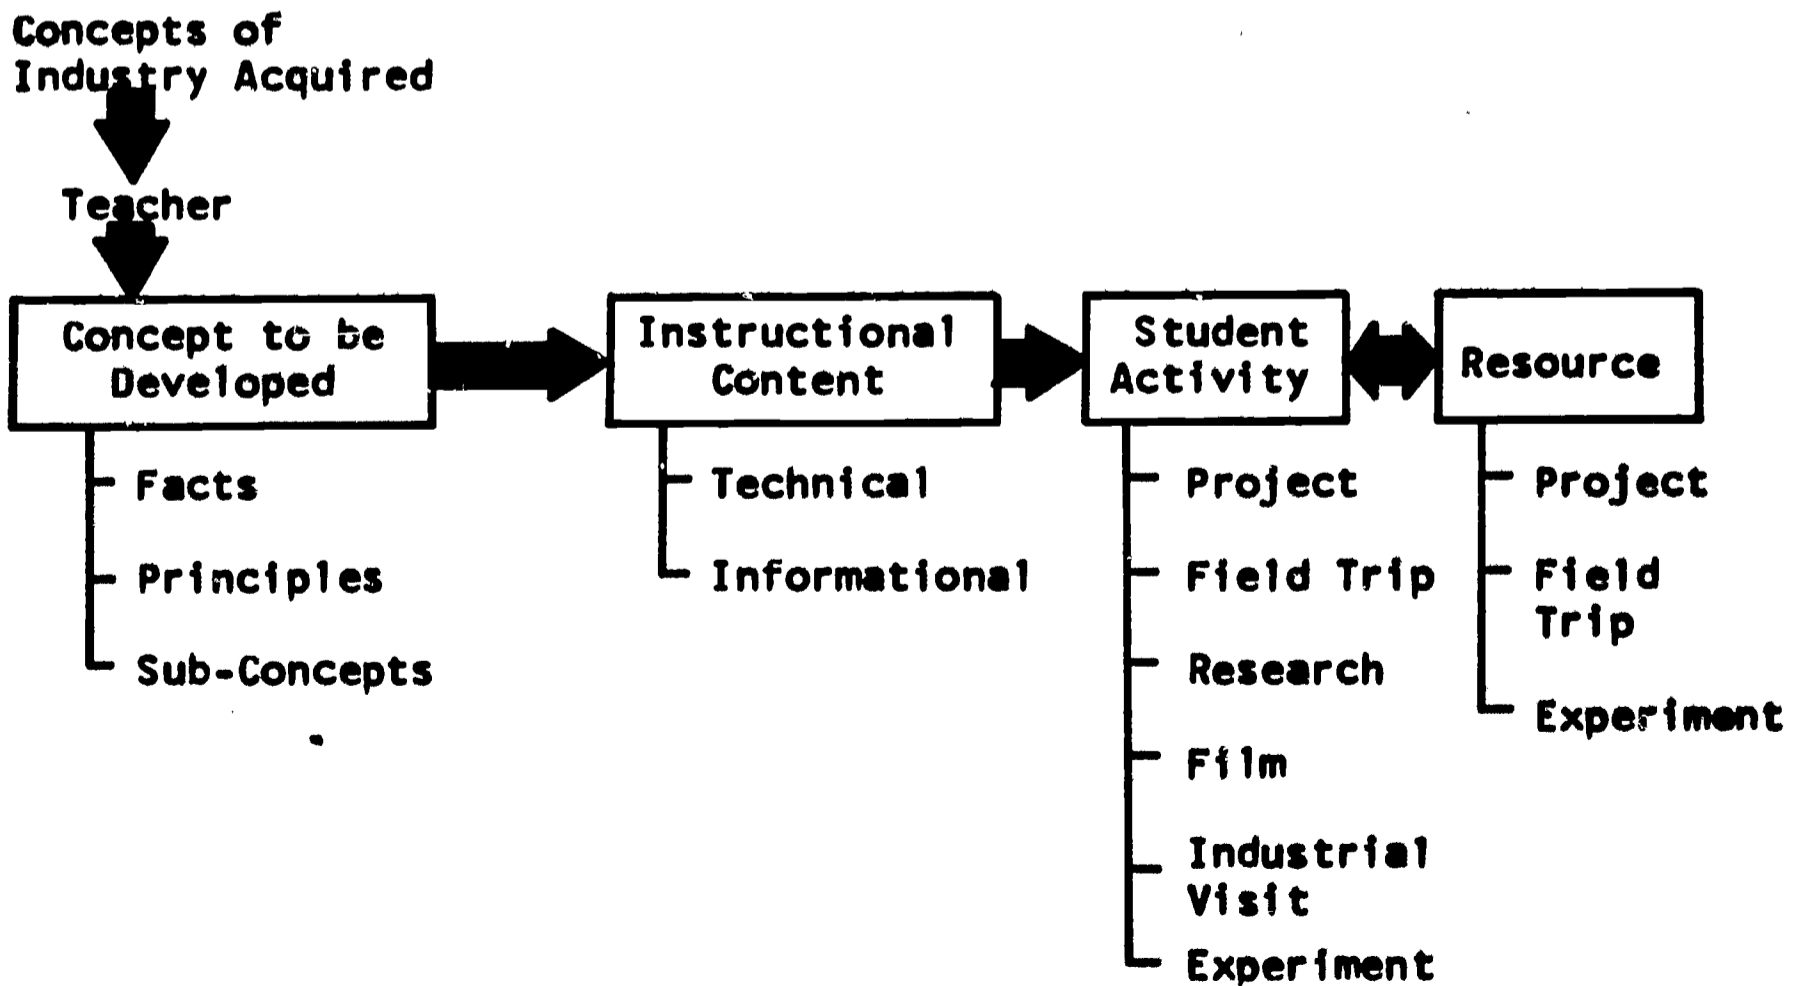 Concepts of
Industry Acquired
Teacher
Concept to be
Developed
Facts
Principles
Sub-Concepts
Instructional
Content
Technical
Informational
Student
Activity
Project
Field Trip
Research
Film
Industrial
Visit
Experiment
Resource
Project
Field
Trip
Experiment